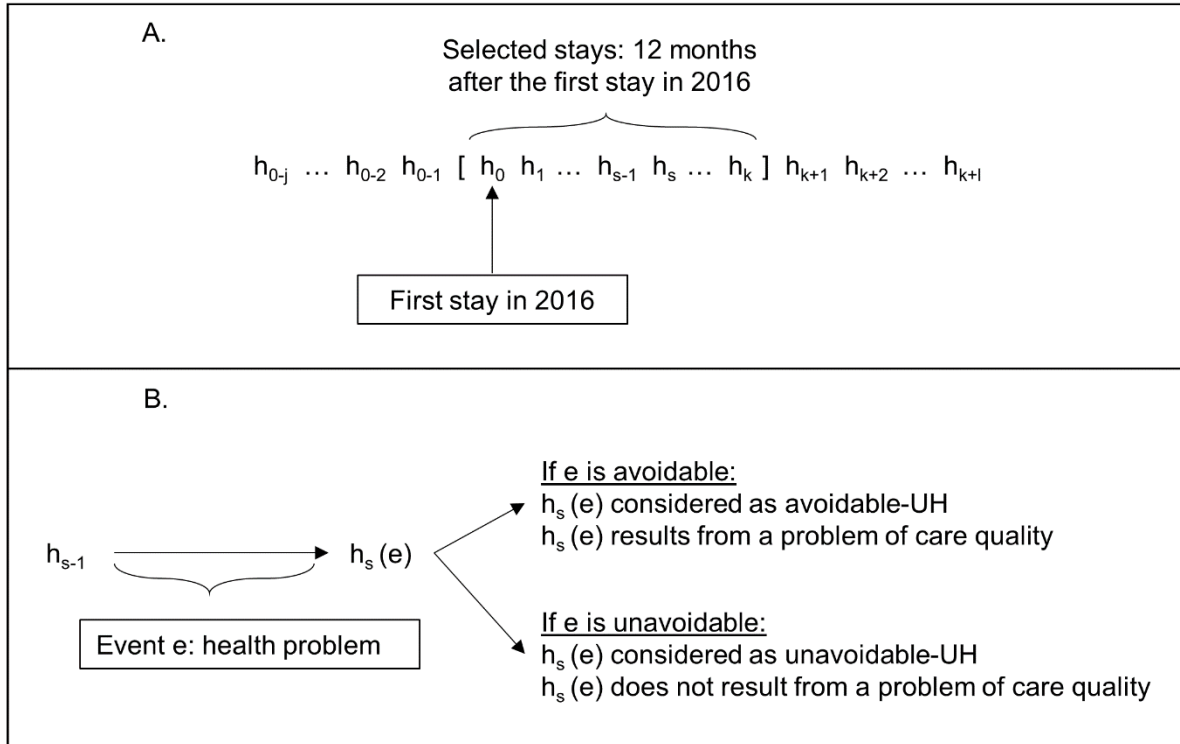 A.
Selected stays: 12 months
after the first stay in 2016
h₀₋ⱼ … h₀₋₂ h₀₋₁ [ h₀ h₁ … hₛ₋₁ hₛ … hₖ ] hₖ₊₁ hₖ₊₂ … hₖ₊ₗ
First stay in 2016
B.
If e is avoidable:
hₛ (e) considered as avoidable-UH
hₛ (e) results from a problem of care quality
hₛ₋₁ hₛ (e)
Event e: health problem
If e is unavoidable:
hₛ (e) considered as unavoidable-UH
hₛ (e) does not result from a problem of care quality